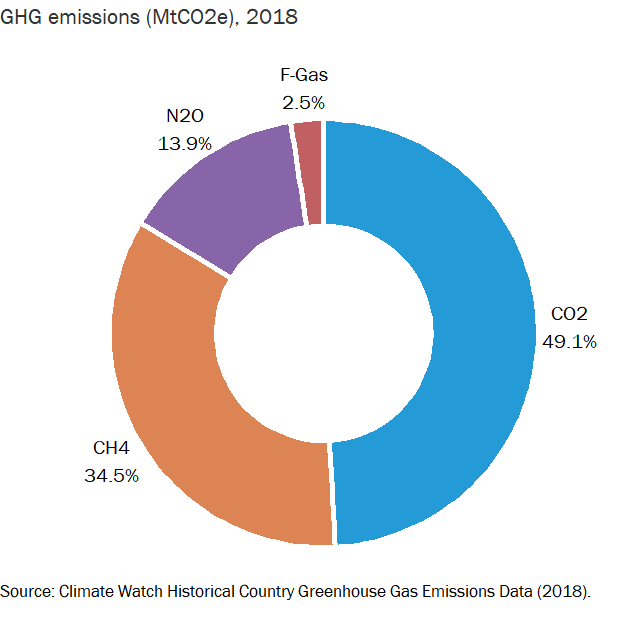 GHG emissions (MtCO2e), 2018
F-Gas
2.5%
N2O
13.9%
CO2
49.1%
CH4
34.5%
Source: Climate Watch Historical Country Greenhouse Gas Emissions Data (2018).